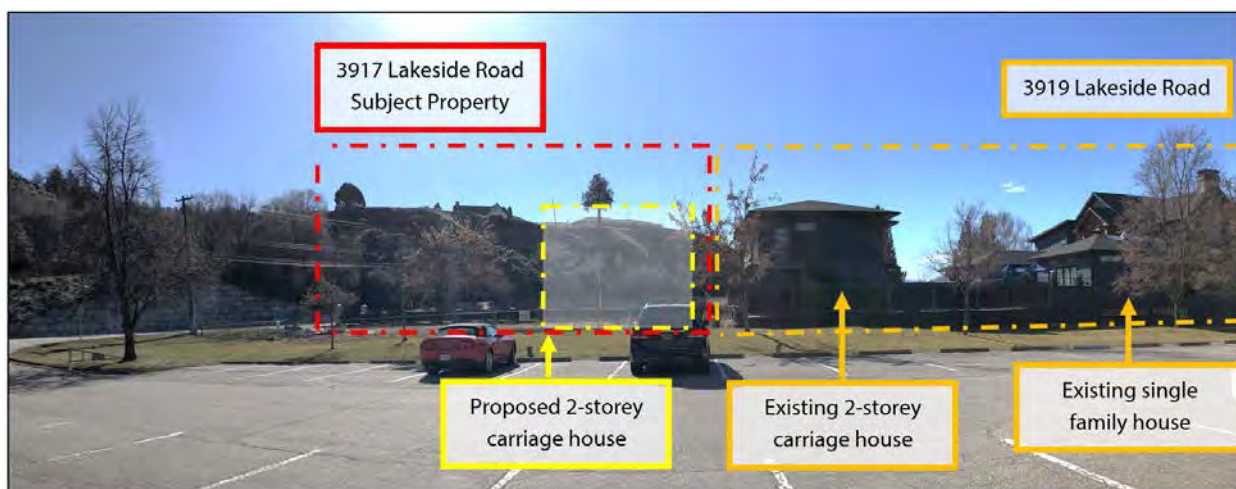 3917 Lakeside Road
Subject Property
3919 Lakeside Road
Proposed 2-storey
carriage house
Existing 2-storey
carriage house
Existing single
family house